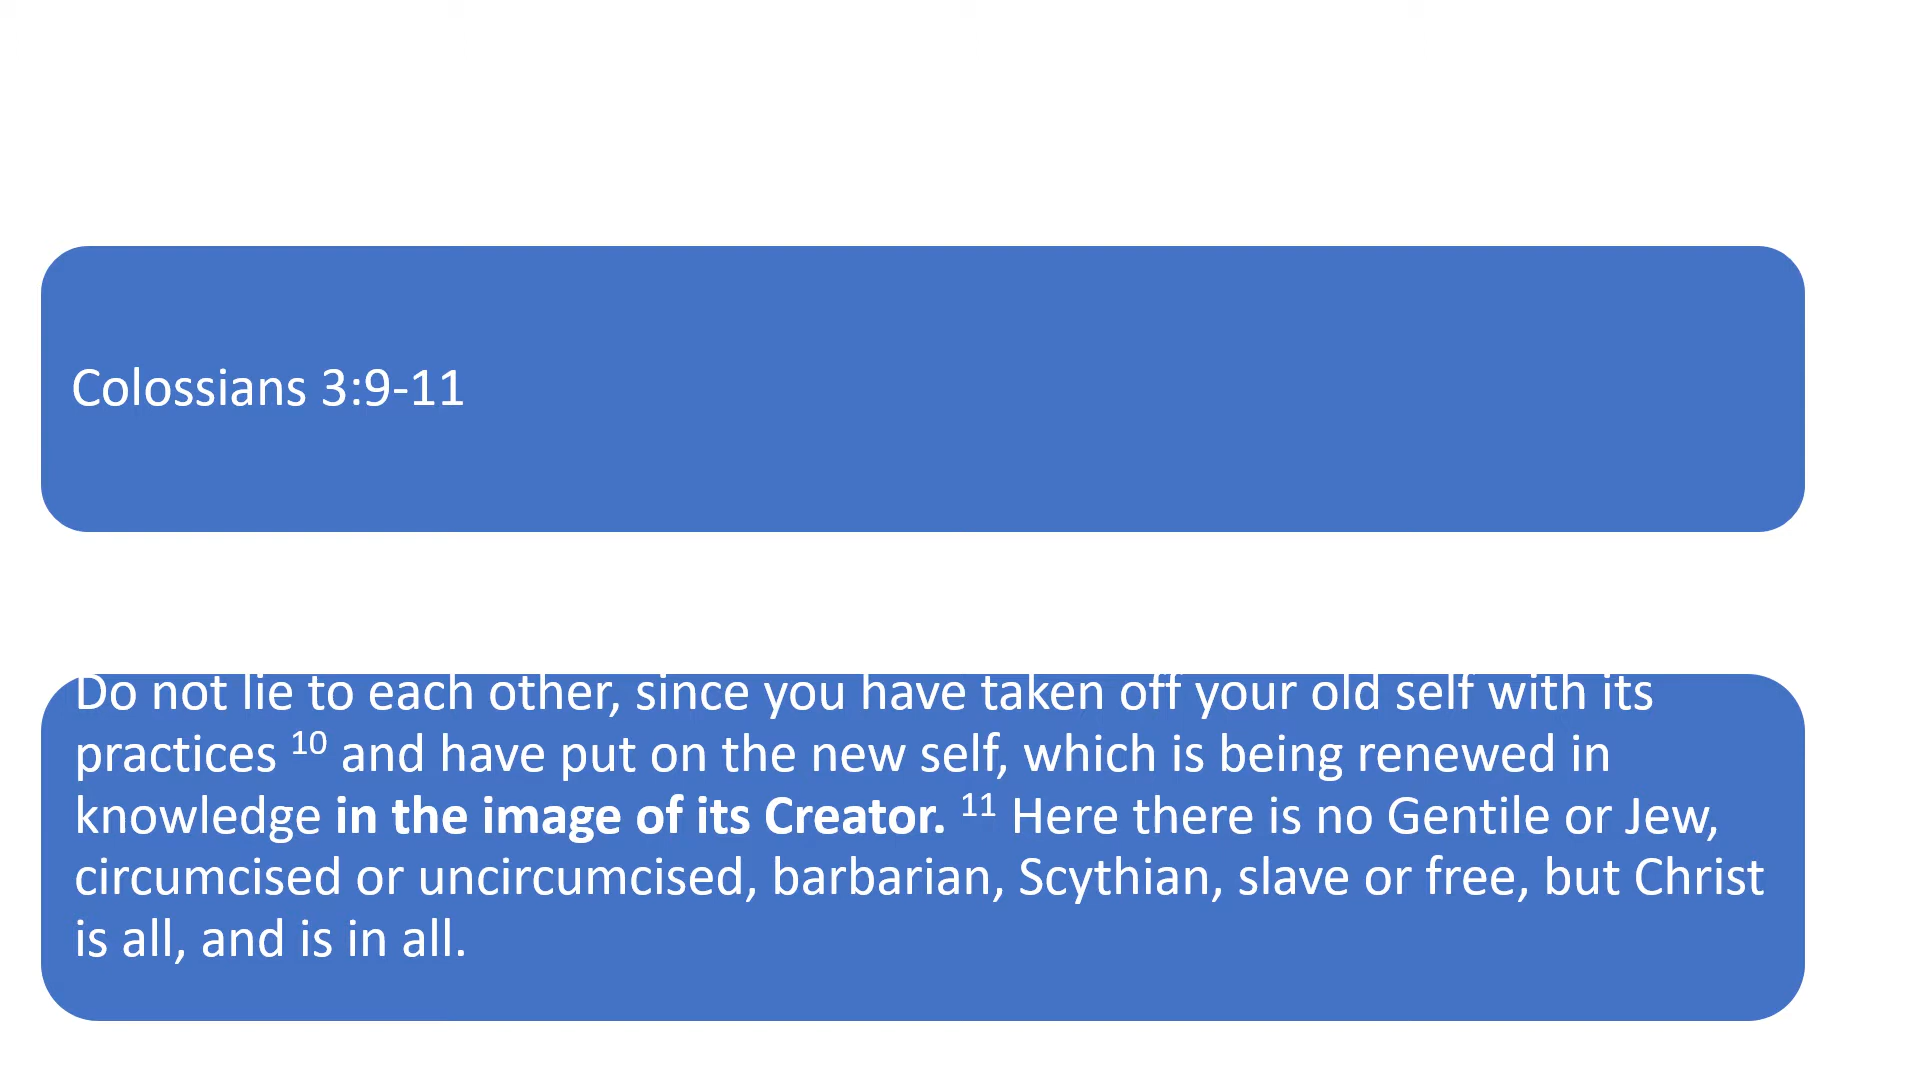 Colossians 3:9-11
Do not lie to each other, since you have taken off your old self with its
practices 10 and have put on the new self, which is being renewed in
knowledge in the image of its Creator. 11 Here there is no Gentile or Jew,
circumcised or uncircumcised, barbarian, Scythian, slave or free, but Christ
is all, and is in all.